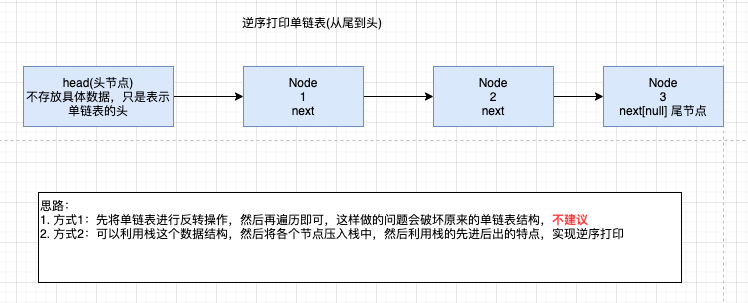 逆序打印单链表(从尾到头)
head(头节点)
不存放具体数据，只是表示
单链表的头
Node
1
next
Node
2
next
Node
3
next[null] 尾节点
思路：
1. 方式1：先将单链表进行反转操作，然后再遍历即可，这样做的问题会破坏原来的单链表结构，不建议
2. 方式2：可以利用栈这个数据结构，然后将各个节点压入栈中，然后利用栈的先进后出的特点，实现逆序打印